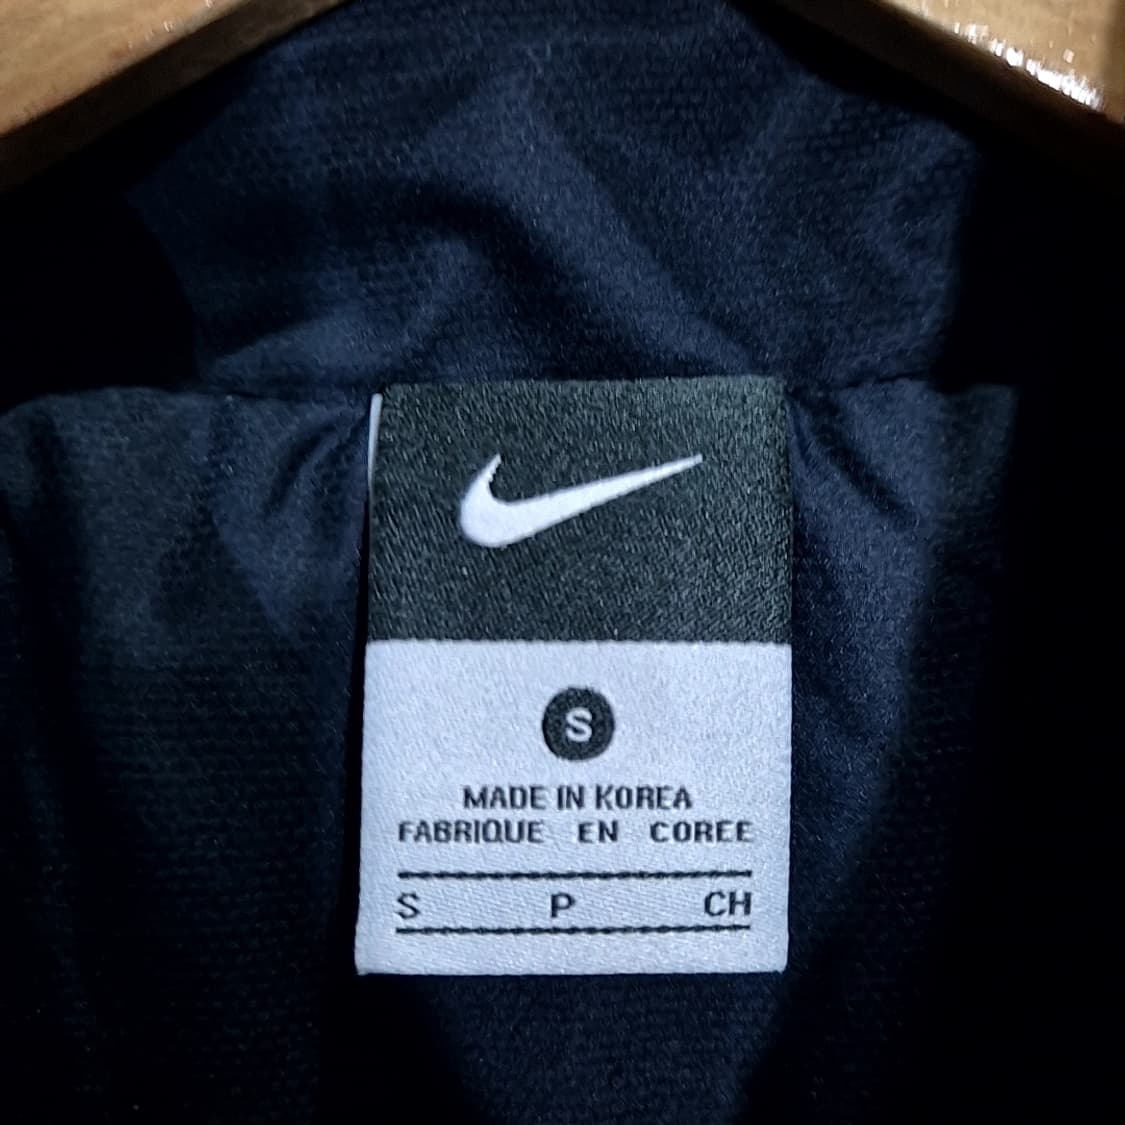 S
MADE IN KOREA
FABRIQUE EN COREE
S P CH